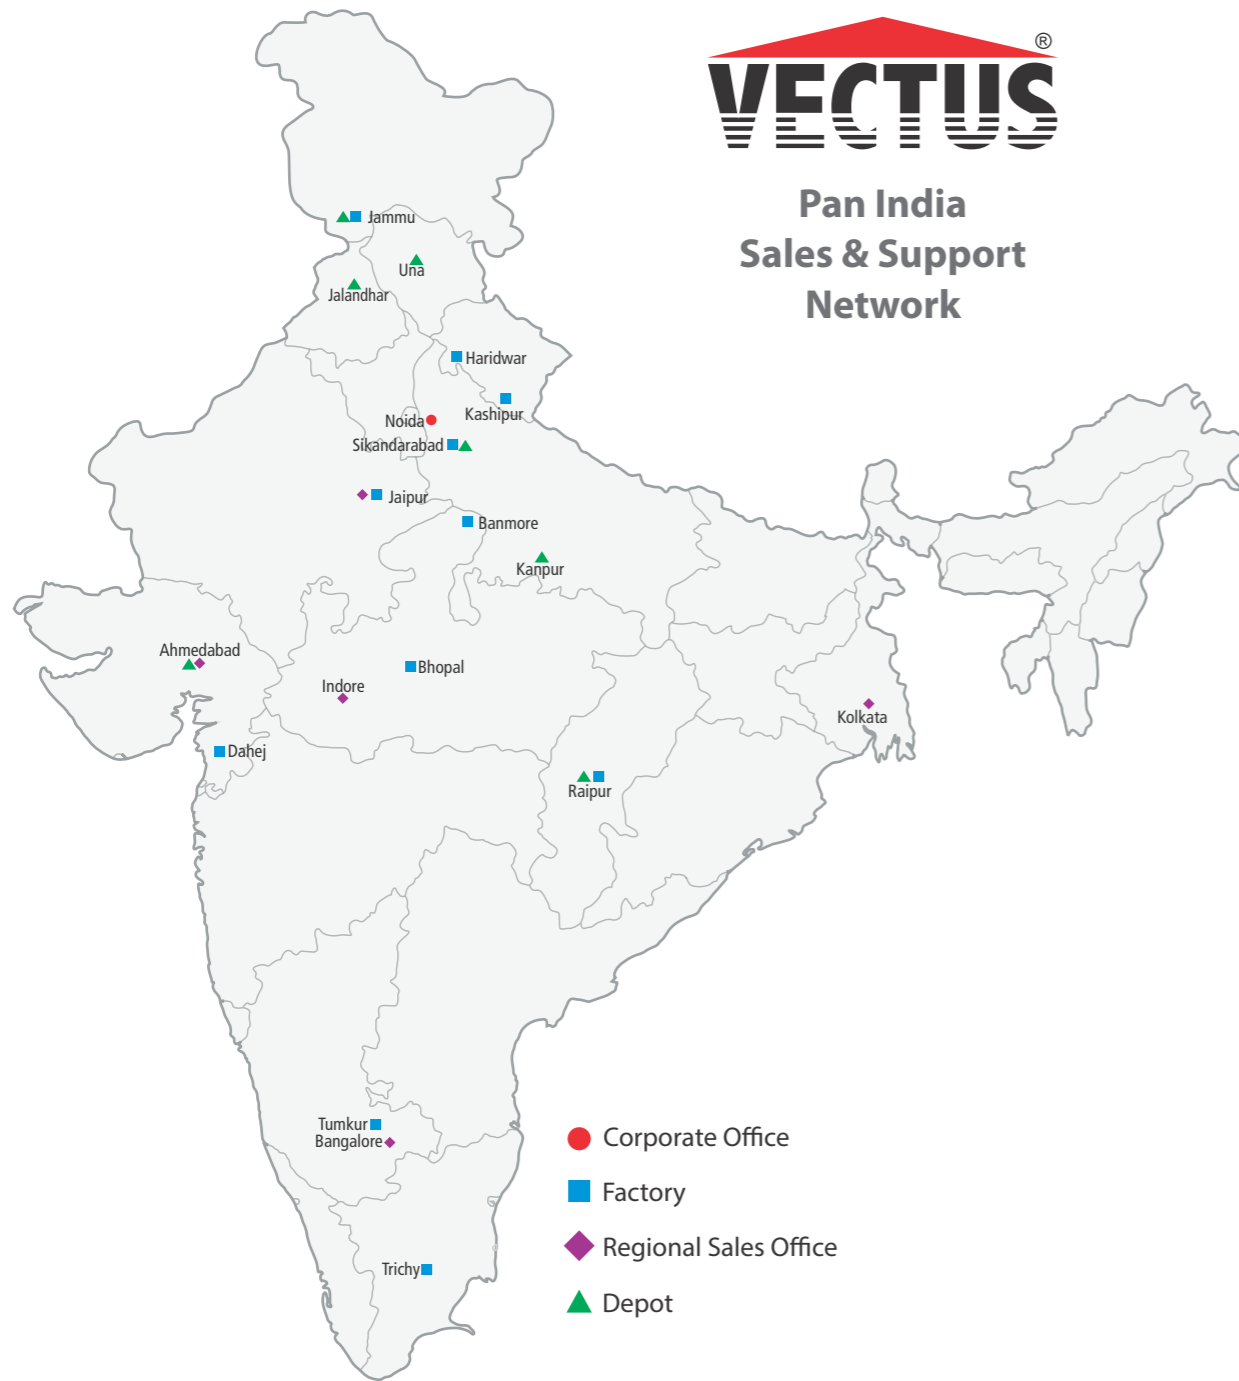 VECTUS ®
Pan India
Sales & Support
Network
Jammu
Una
Jalandhar
Haridwar
Kashipur
Noida
Sikandarabad
Jaipur
Banmore
Kanpur
Ahmedabad
Bhopal
Indore
Kolkata
Dahej
Raipur
Tumkur
Bangalore
Trichy
Corporate Office
Factory
Regional Sales Office
Depot